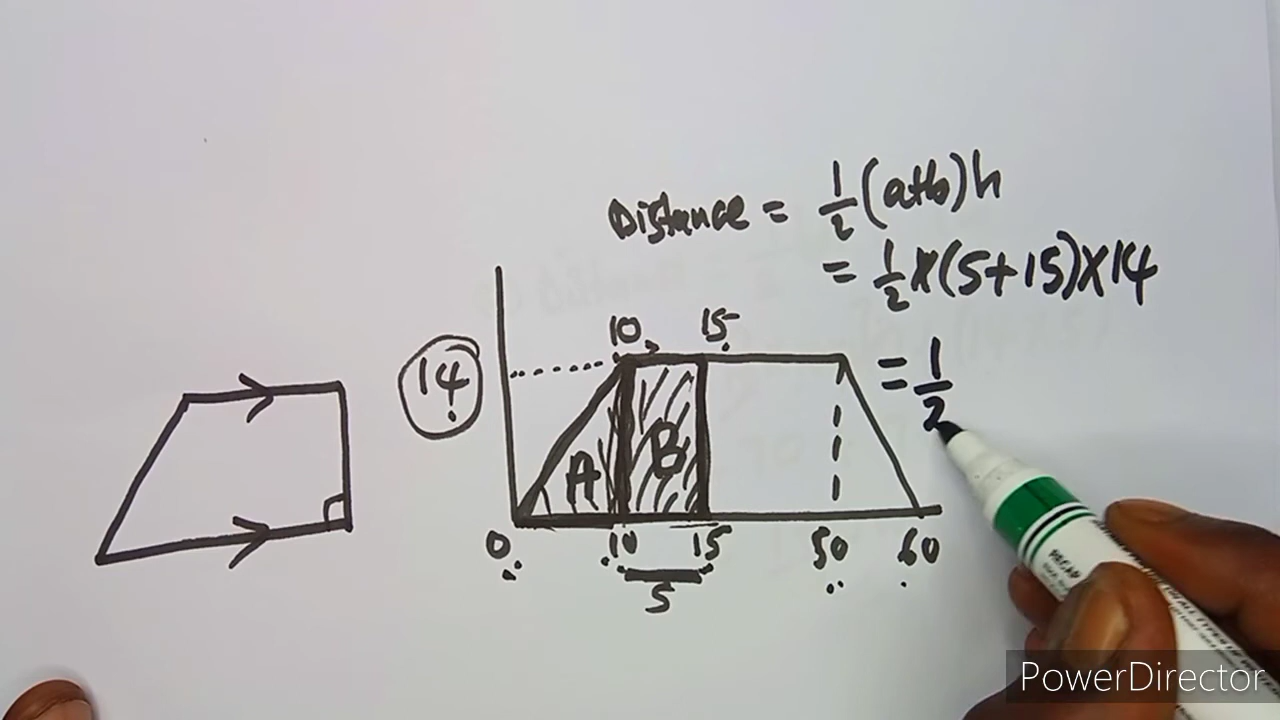 Distance = 1/2 (a+b)h
= 1/2 X (5+15) X 14
= 1/2
10 15
14
A B
0 10 15 50 60
5
RECAP
PowerDirector